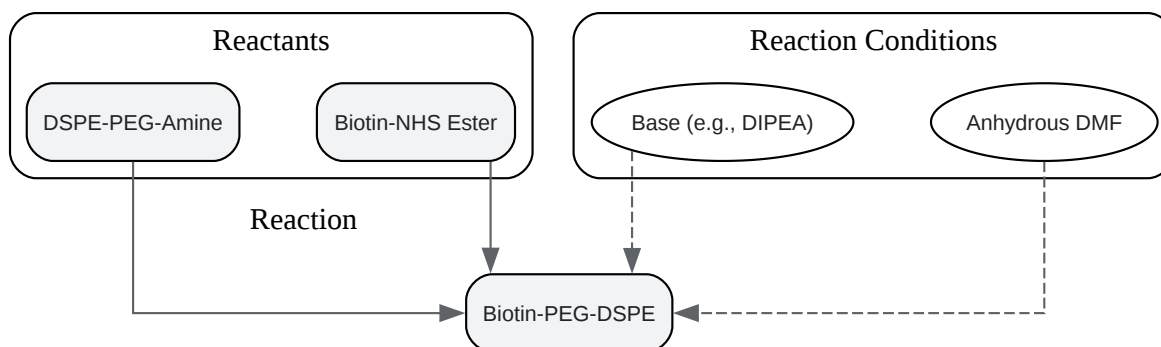 Reactants
Reaction Conditions
DSPE-PEG-Amine
Biotin-NHS Ester
Base (e.g., DIPEA)
Anhydrous DMF
Reaction
Biotin-PEG-DSPE